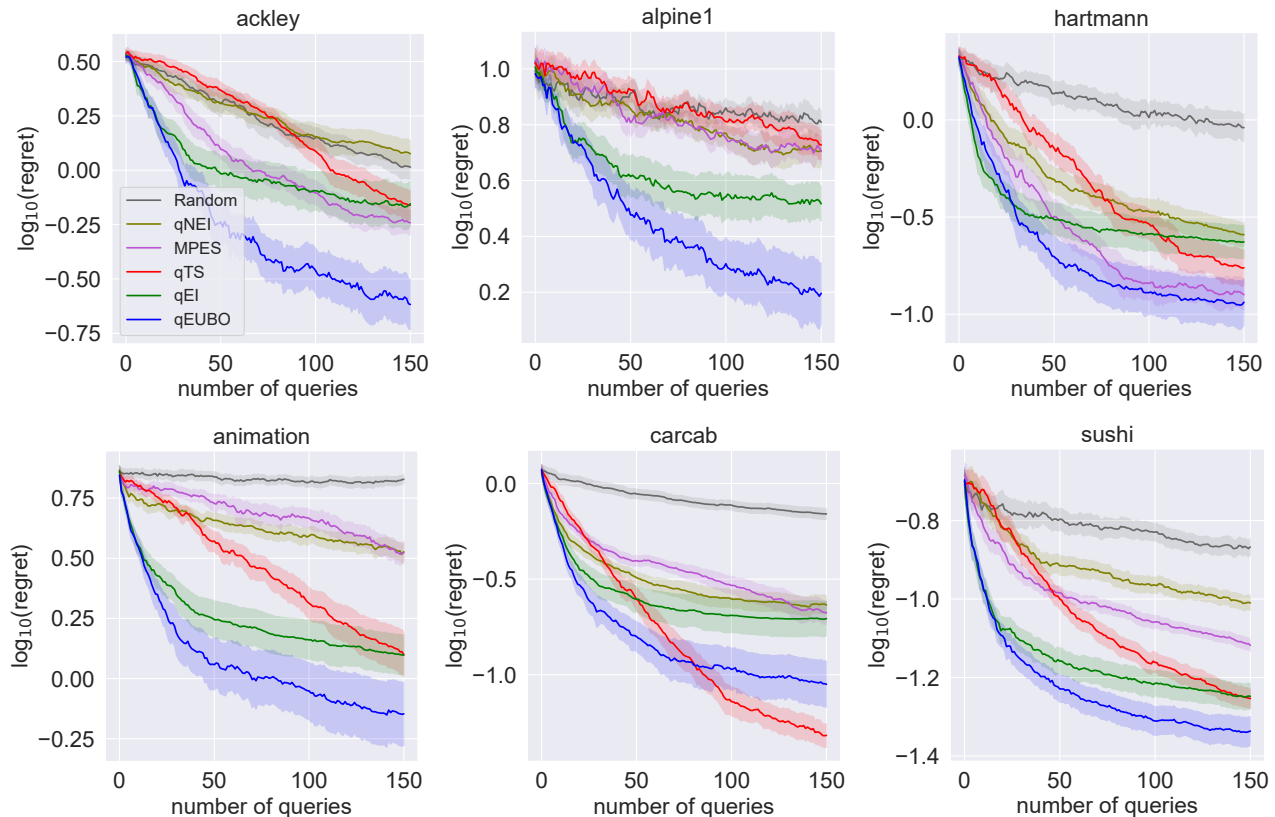 ackley
log10(regret)
0.50
0.25
0.00
−0.25
−0.50
−0.75
Random
qNEI
MPES
qTS
qEI
qEUBO
0 50 100 150
number of queries
alpine1
log10(regret)
1.0
0.8
0.6
0.4
0.2
0 50 100 150
number of queries
hartmann
log10(regret)
0.0
−0.5
−1.0
0 50 100 150
number of queries
animation
log10(regret)
0.75
0.50
0.25
0.00
−0.25
0 50 100 150
number of queries
carcab
log10(regret)
0.0
−0.5
−1.0
0 50 100 150
number of queries
sushi
log10(regret)
−0.8
−1.0
−1.2
−1.4
0 50 100 150
number of queries